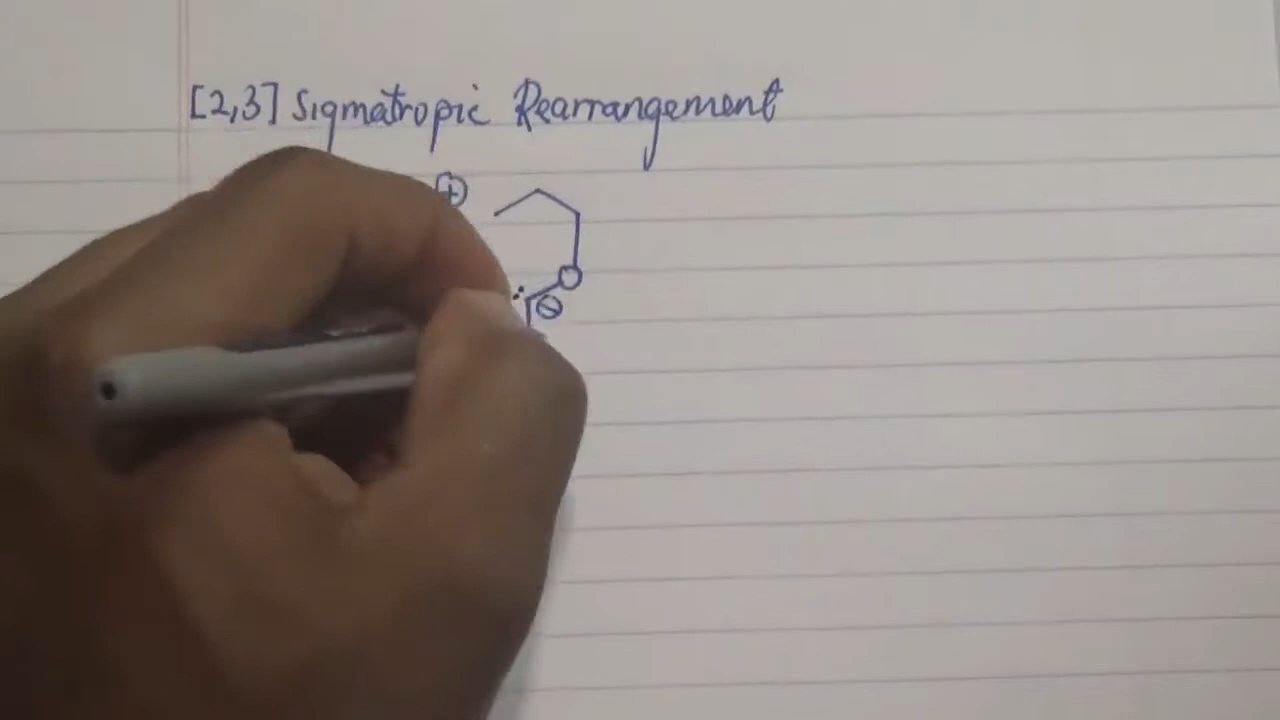 [2,3] Sigmatropic Rearrangement
⊕
O
:
⊖